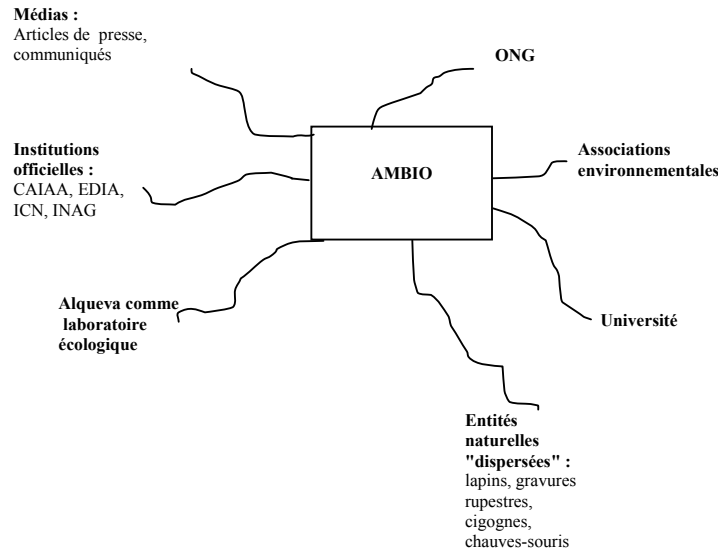 Médias :
Articles de presse,
communiqués
ONG
Institutions
officielles :
CAIAA, EDIA,
ICN, INAG
AMBIO
Associations
environnementales
Alqueva comme
laboratoire
écologique
Université
Entités
naturelles
"dispersées" :
lapins, gravures
rupestres,
cigognes,
chauves-souris